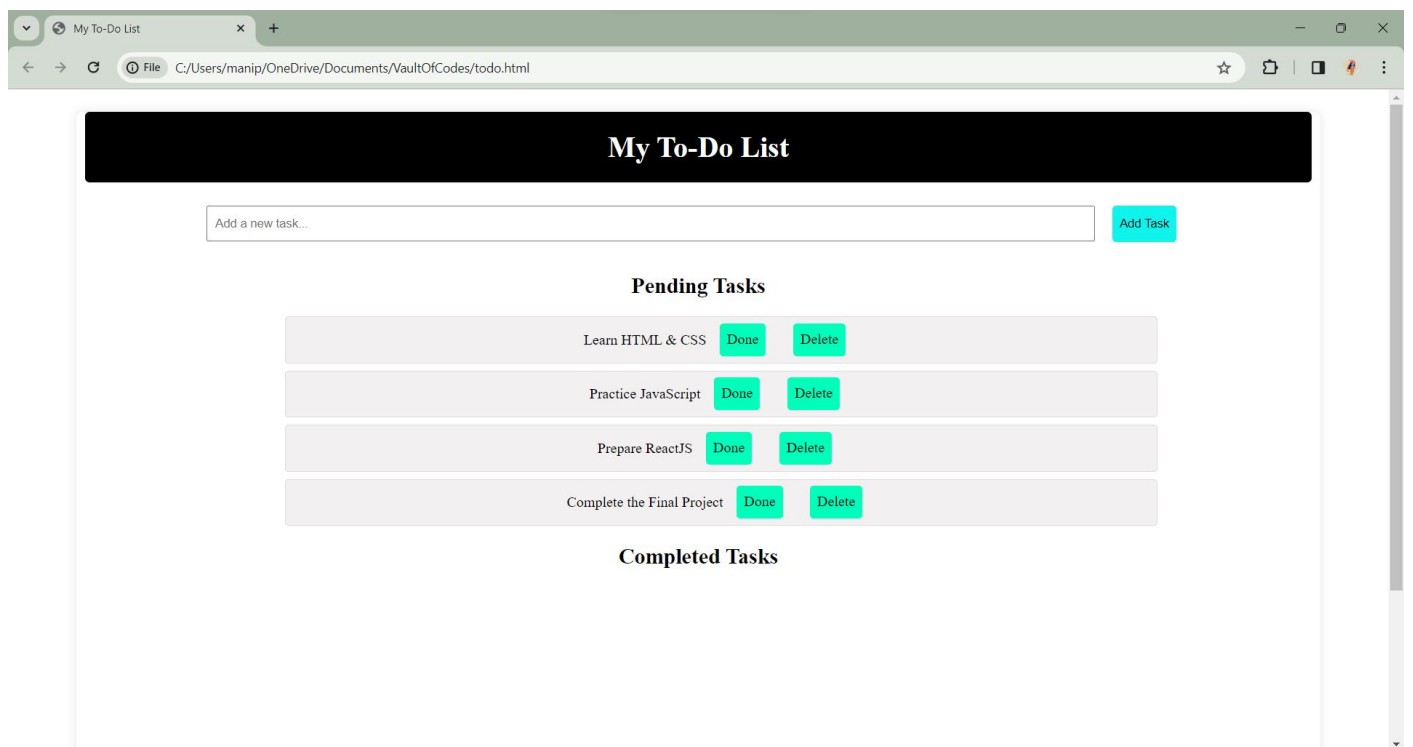 My To-Do List
File C:/Users/manip/OneDrive/Documents/VaultOfCodes/todo.html
My To-Do List
Add a new task... Add Task
Pending Tasks
Learn HTML & CSS Done Delete
Practice JavaScript Done Delete
Prepare ReactJS Done Delete
Complete the Final Project Done Delete
Completed Tasks